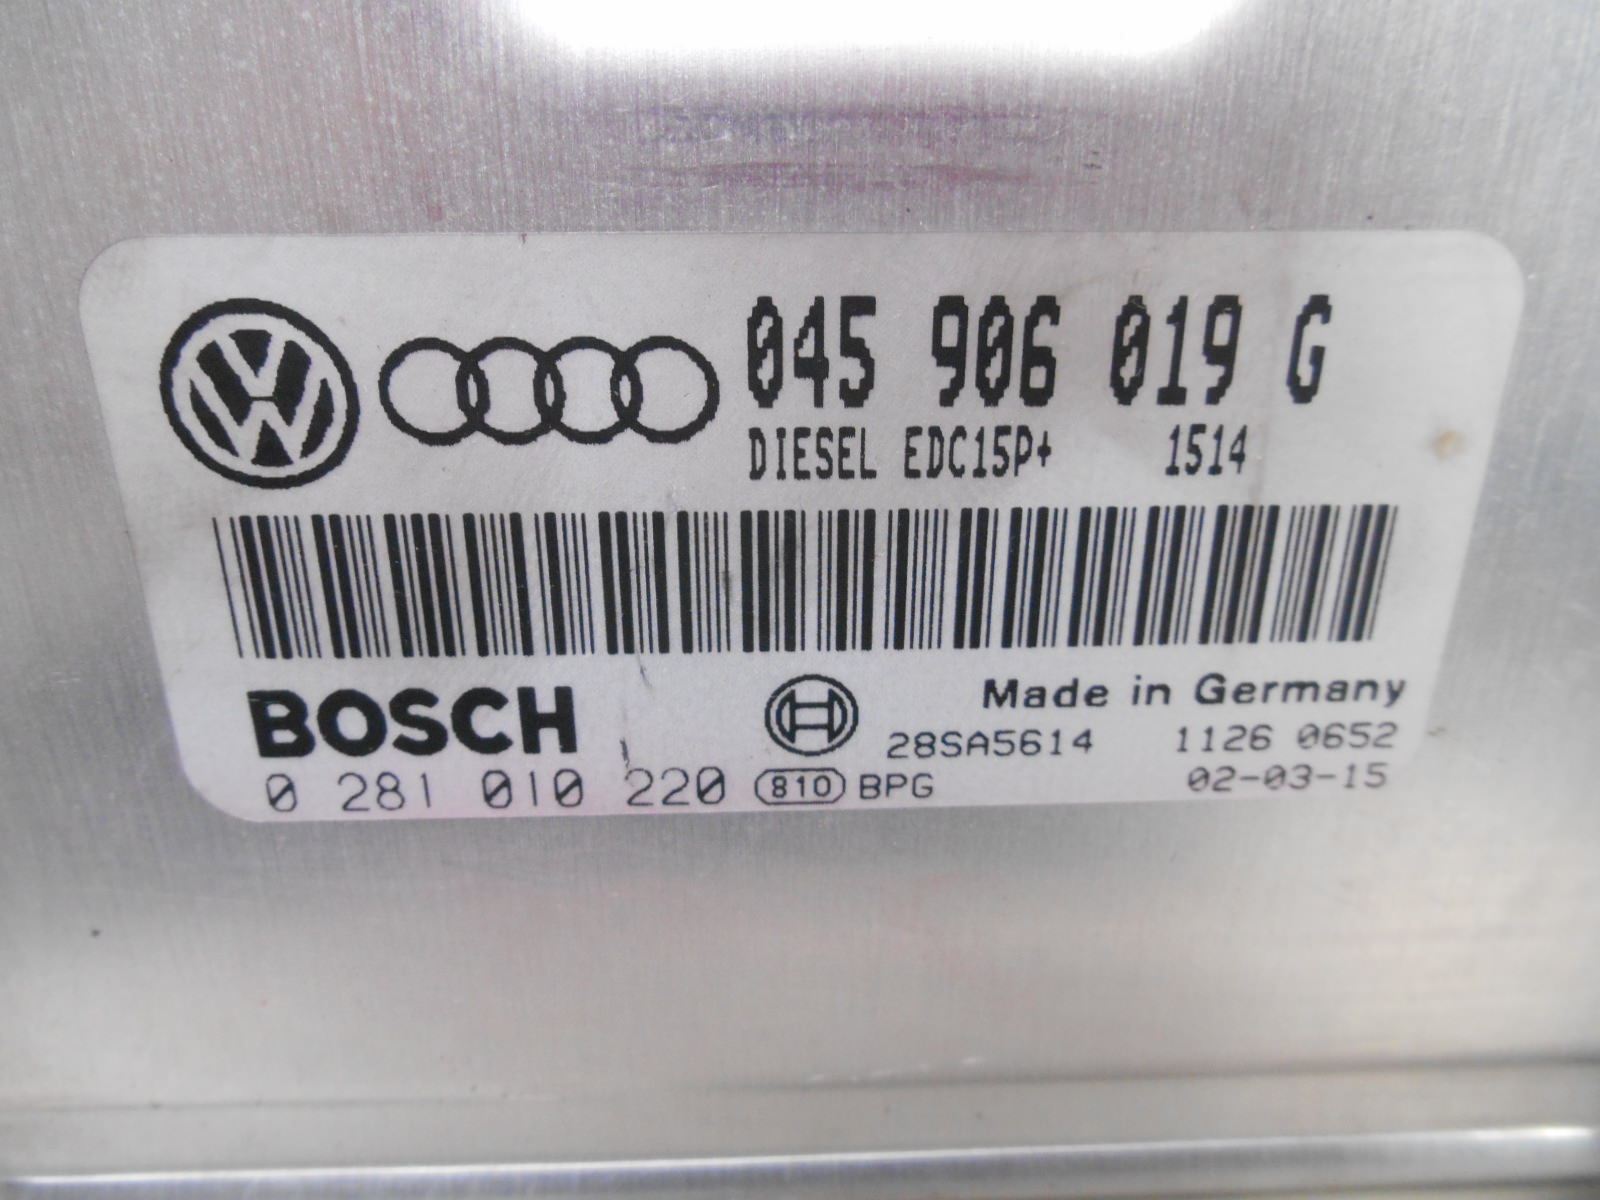 045 906 019 G
DIESEL EDC15P+ 1514
BOSCH
Made in Germany
28SA5614 1126 0652
0 281 010 220 810 BPG 02-03-15